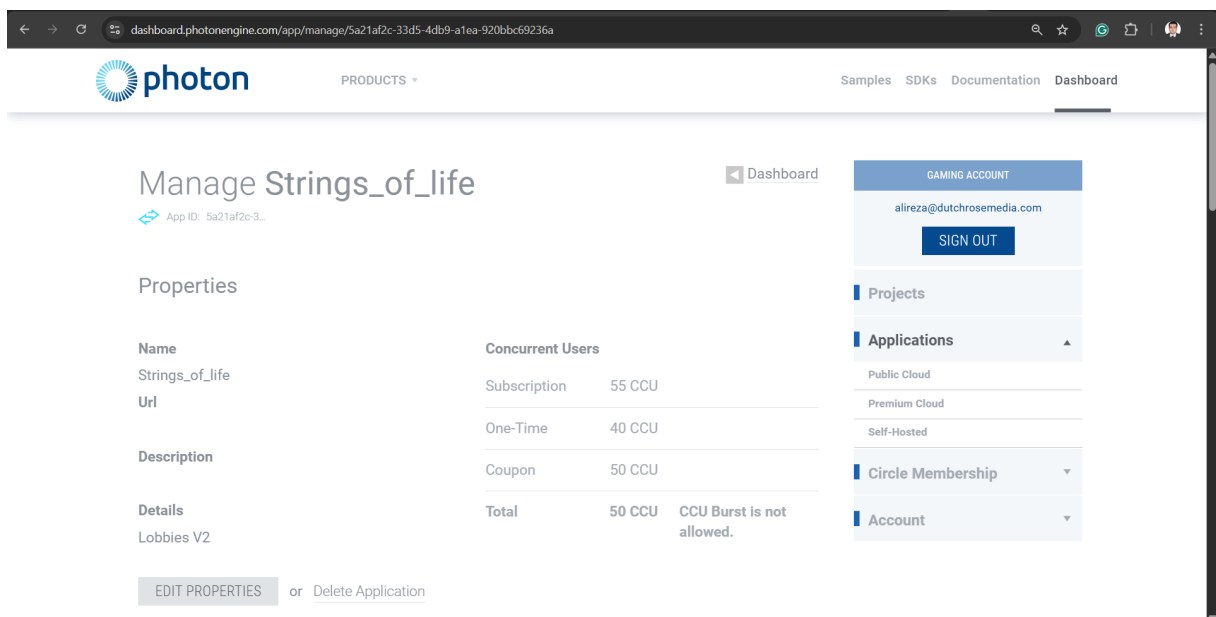 dashboard.photonengine.com/app/manage/5a21af2c-33d5-4db9-a1ea-920bbc69236a
photon
PRODUCTS
Samples SDKs Documentation Dashboard
Manage Strings_of_life
Dashboard
App ID: 5a21af2c-3...
GAMING ACCOUNT
alireza@dutchrosemedia.com
SIGN OUT
Properties
Projects
Applications
Public Cloud
Premium Cloud
Self-Hosted
Circle Membership
Account
Name
Strings_of_life
Url
Description
Details
Lobbies V2
Concurrent Users
Subscription 55 CCU
One-Time 40 CCU
Coupon 50 CCU
Total 50 CCU CCU Burst is not
allowed.
EDIT PROPERTIES or Delete Application